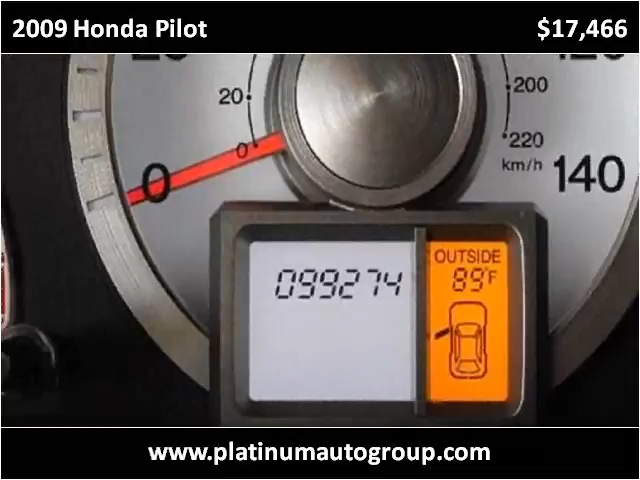 2009 Honda Pilot $17,466
20 200
0 220
km/h
0 140
OUTSIDE
099274 89°F
www.platinumautogroup.com